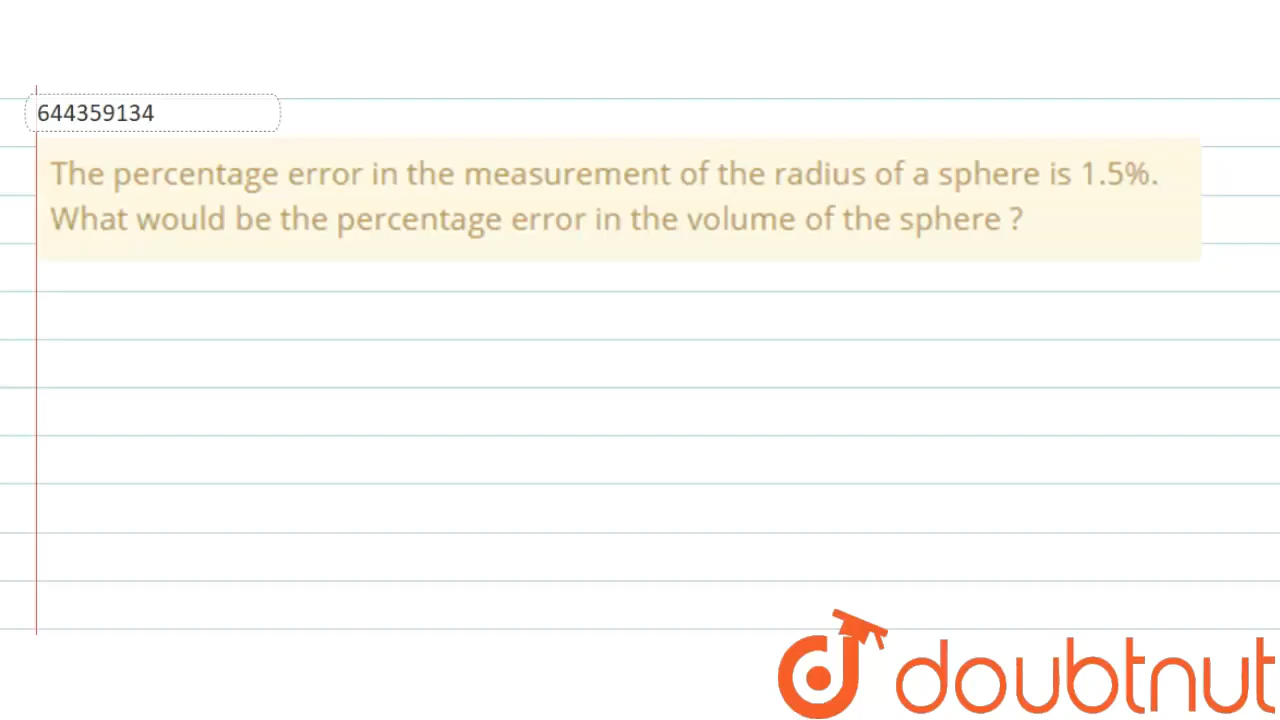 644359134
The percentage error in the measurement of the radius of a sphere is 1.5%.
What would be the percentage error in the volume of the sphere ?
doubtnut